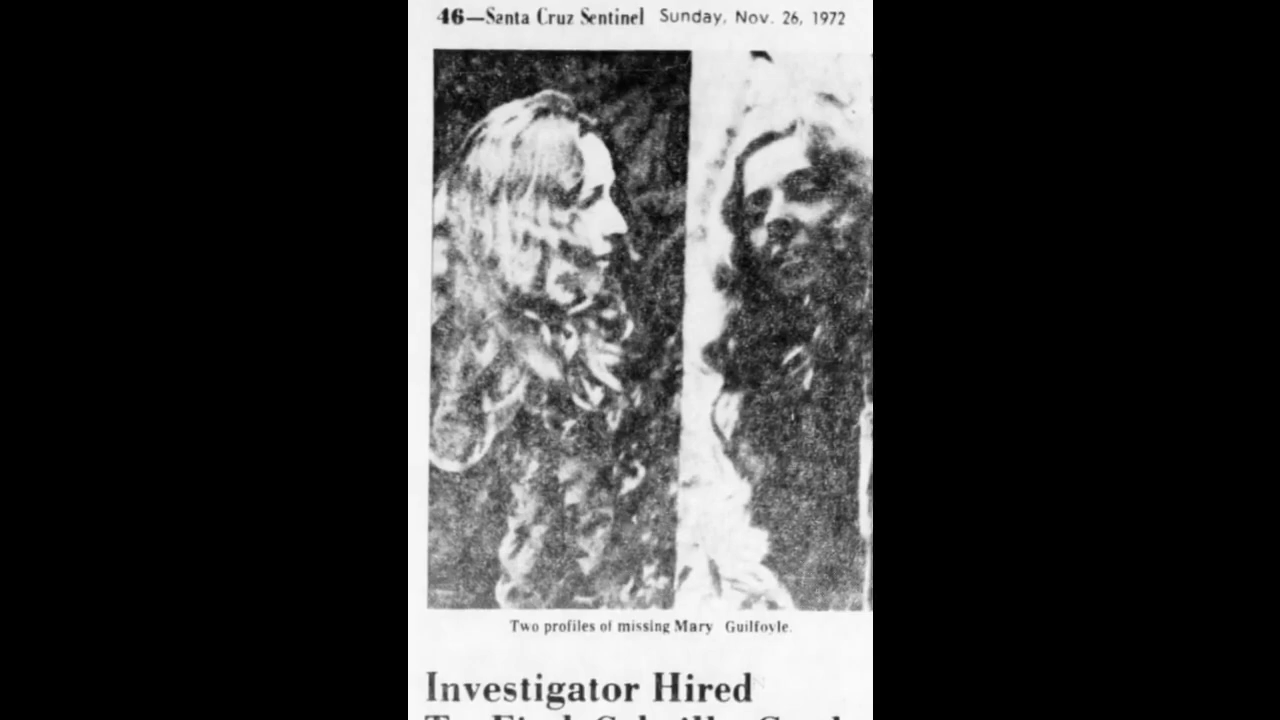 46—Santa Cruz Sentinel Sunday, Nov. 26, 1972
Two profiles of missing Mary Guilfoyle.
Investigator Hired